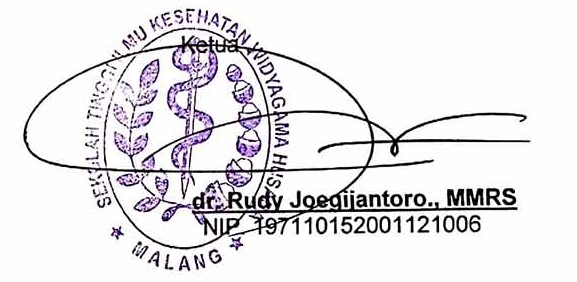 SEKOLAH TINGGI ILMU KESEHATAN WIDYAGAMA HUSADA
Ketua
dr. Rudy Joegijantoro., MMRS
NIP. 197110152001121006
★ MALANG ★